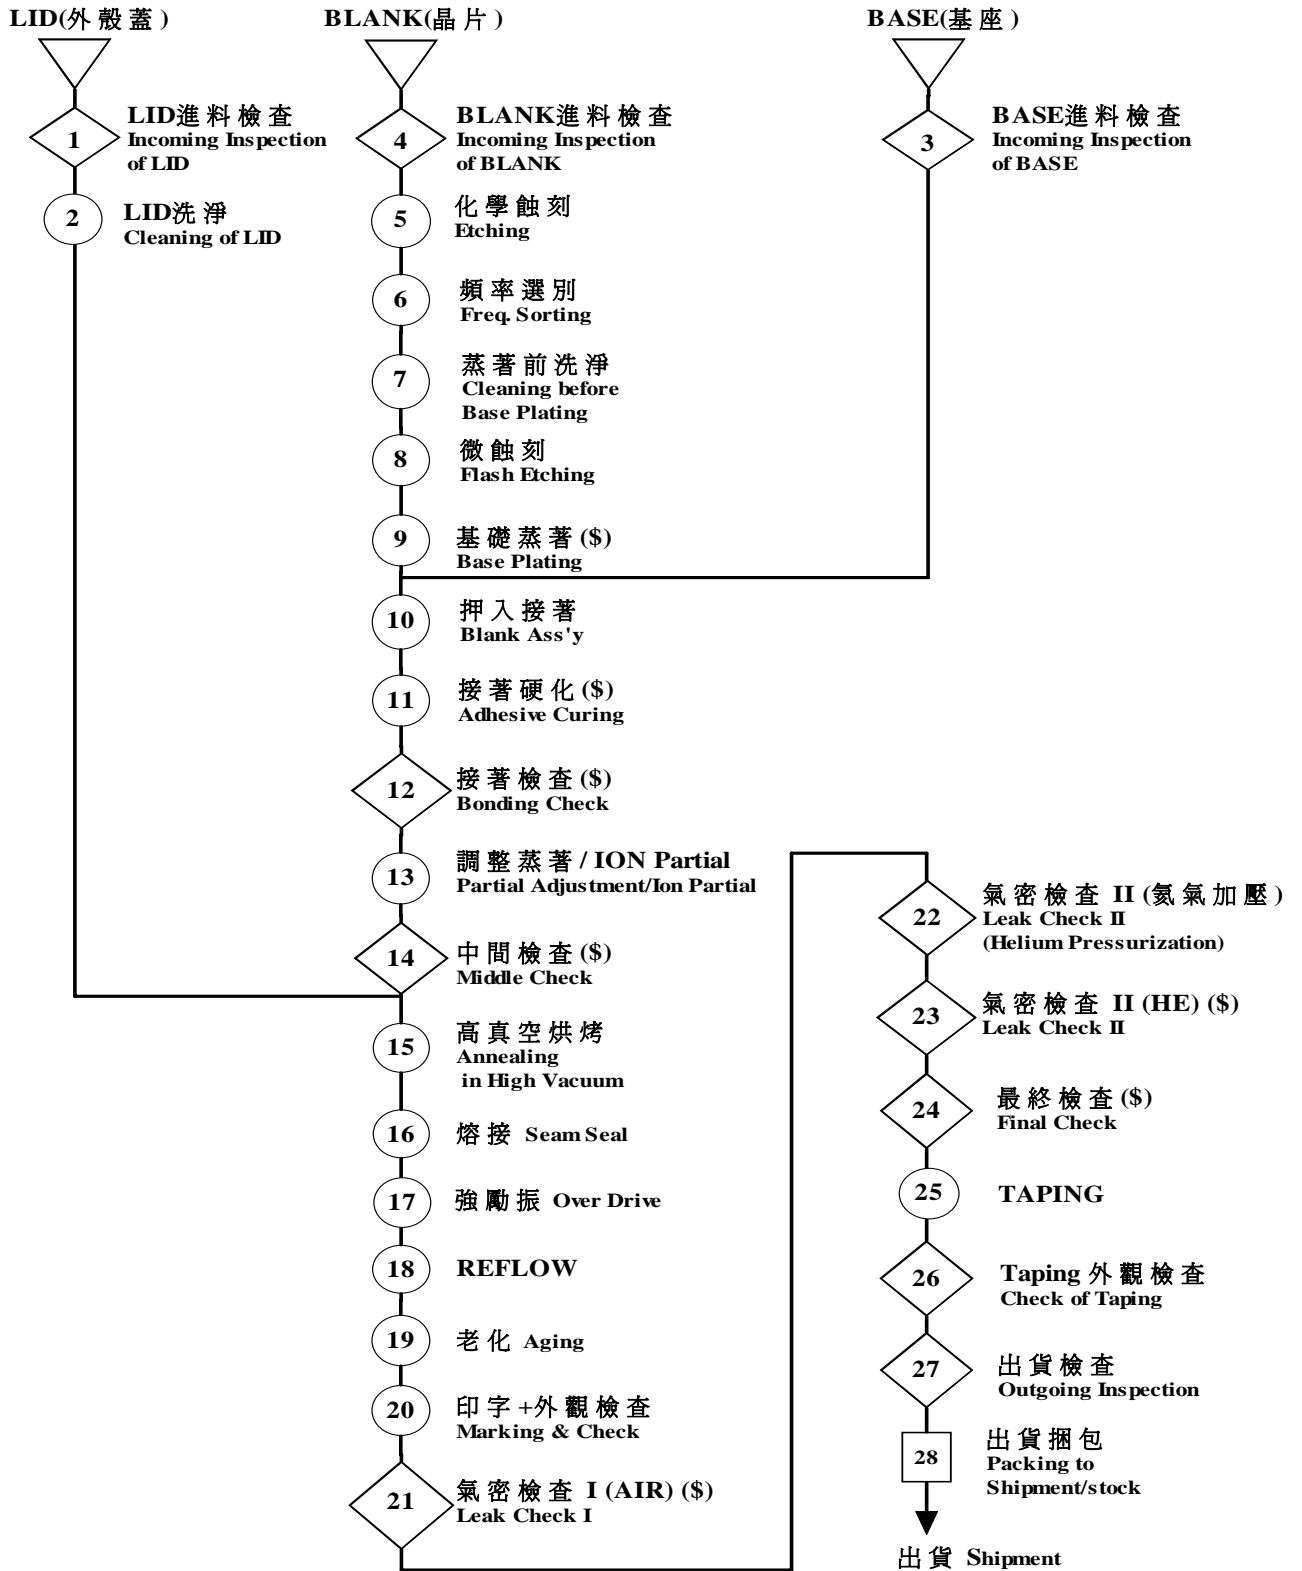 LID(外殼蓋)
BLANK(晶片)
BASE(基座)
1
LID進料檢查
Incoming Inspection
of LID
2
LID洗淨
Cleaning of LID
4
BLANK進料檢查
Incoming Inspection
of BLANK
3
BASE進料檢查
Incoming Inspection
of BASE
5
化學蝕刻
Etching
6
頻率選別
Freq. Sorting
7
蒸著前洗淨
Cleaning before
Base Plating
8
微蝕刻
Flash Etching
9
基礎蒸著($)
Base Plating
10
押入接著
Blank Ass'y
11
接著硬化($)
Adhesive Curing
12
接著檢查($)
Bonding Check
13
調整蒸著/ION Partial
Partial Adjustment/Ion Partial
14
中間檢查($)
Middle Check
15
高真空烘烤
Annealing
in High Vacuum
16
熔接 Seam Seal
17
強勵振 Over Drive
18
REFLOW
19
老化 Aging
20
印字+外觀檢查
Marking & Check
21
氣密檢查 I (AIR) ($)
Leak Check I
22
氣密檢查 II (氦氣加壓)
Leak Check II
(Helium Pressurization)
23
氣密檢查 II (HE) ($)
Leak Check II
24
最終檢查($)
Final Check
25
TAPING
26
Taping 外觀檢查
Check of Taping
27
出貨檢查
Outgoing Inspection
28
出貨捆包
Packing to
Shipment/stock
出貨 Shipment